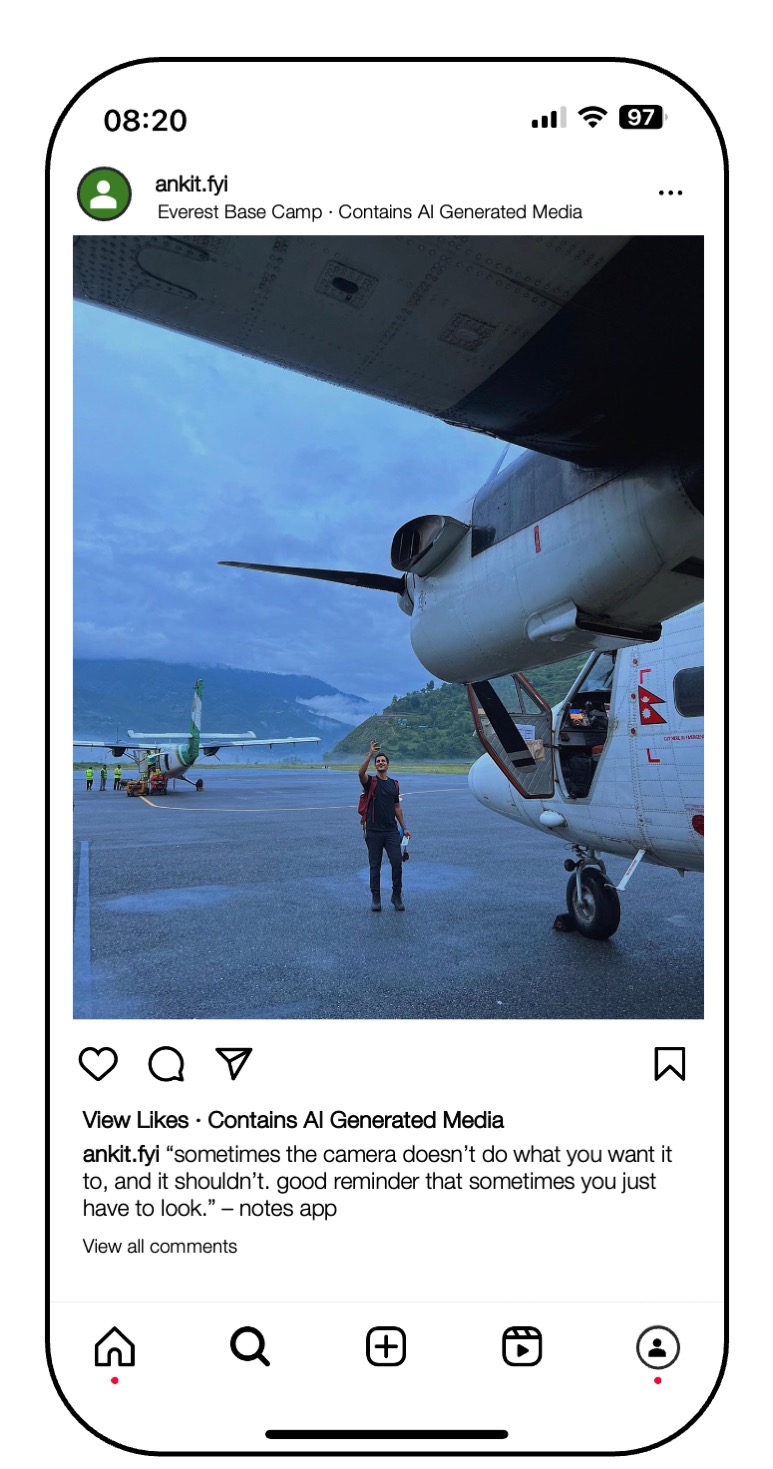 08:20
97
ankit.fyi
Everest Base Camp · Contains AI Generated Media
View Likes · Contains AI Generated Media
ankit.fyi “sometimes the camera doesn’t do what you want it
to, and it shouldn’t. good reminder that sometimes you just
have to look.” – notes app
View all comments